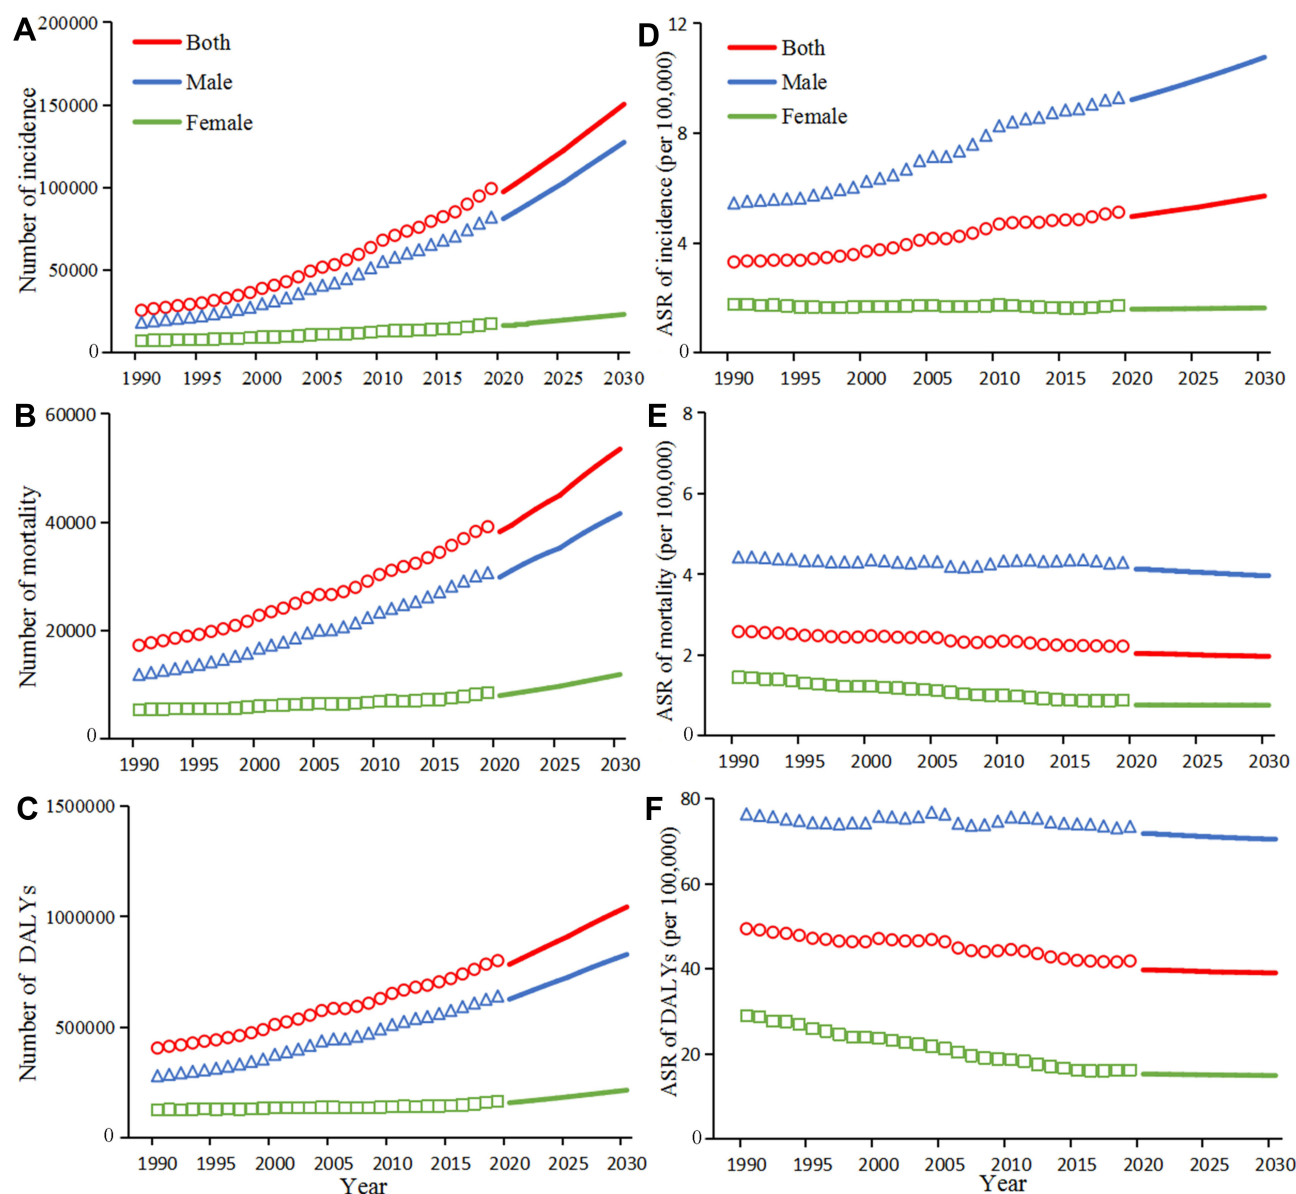 A
Number of incidence
200000
150000
100000
50000
0
Both
Male
Female
1990 1995 2000 2005 2010 2015 2020 2025 2030
D
ASR of incidence (per 100,000)
12
8
4
0
Both
Male
Female
1990 1995 2000 2005 2010 2015 2020 2025 2030
B
Number of mortality
60000
40000
20000
0
1990 1995 2000 2005 2010 2015 2020 2025 2030
E
ASR of mortality (per 100,000)
8
6
4
2
0
1990 1995 2000 2005 2010 2015 2020 2025 2030
C
Number of DALYs
1500000
1000000
500000
0
1990 1995 2000 2005 2010 2015 2020 2025 2030
Year
F
ASR of DALYs (per 100,000)
80
60
40
20
0
1990 1995 2000 2005 2010 2015 2020 2025 2030
Year